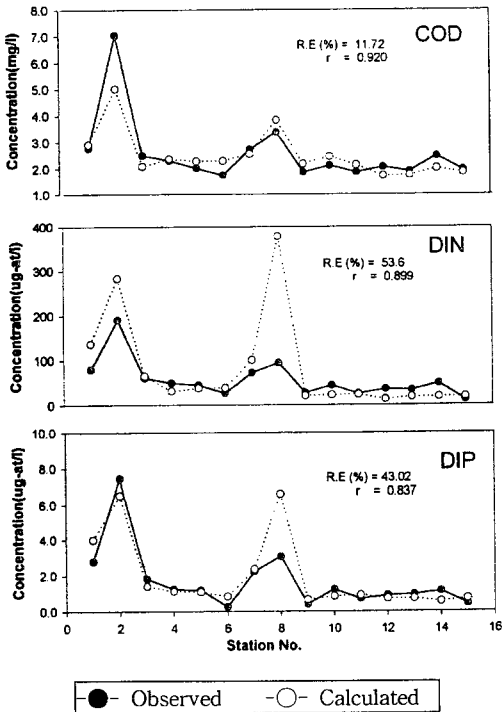 COD
R.E (%) = 11.72
r = 0.920
Concentration(mg/l)
8.0
7.0
6.0
5.0
4.0
3.0
2.0
1.0
DIN
R.E (%) = 53.6
r = 0.899
Concentration(ug-at/l)
400
300
200
100
0
DIP
R.E (%) = 43.02
r = 0.837
Concentration(ug-at/l)
10.0
8.0
6.0
4.0
2.0
0.0
0 2 4 6 8 10 12 14 16
Station No.
Observed Calculated